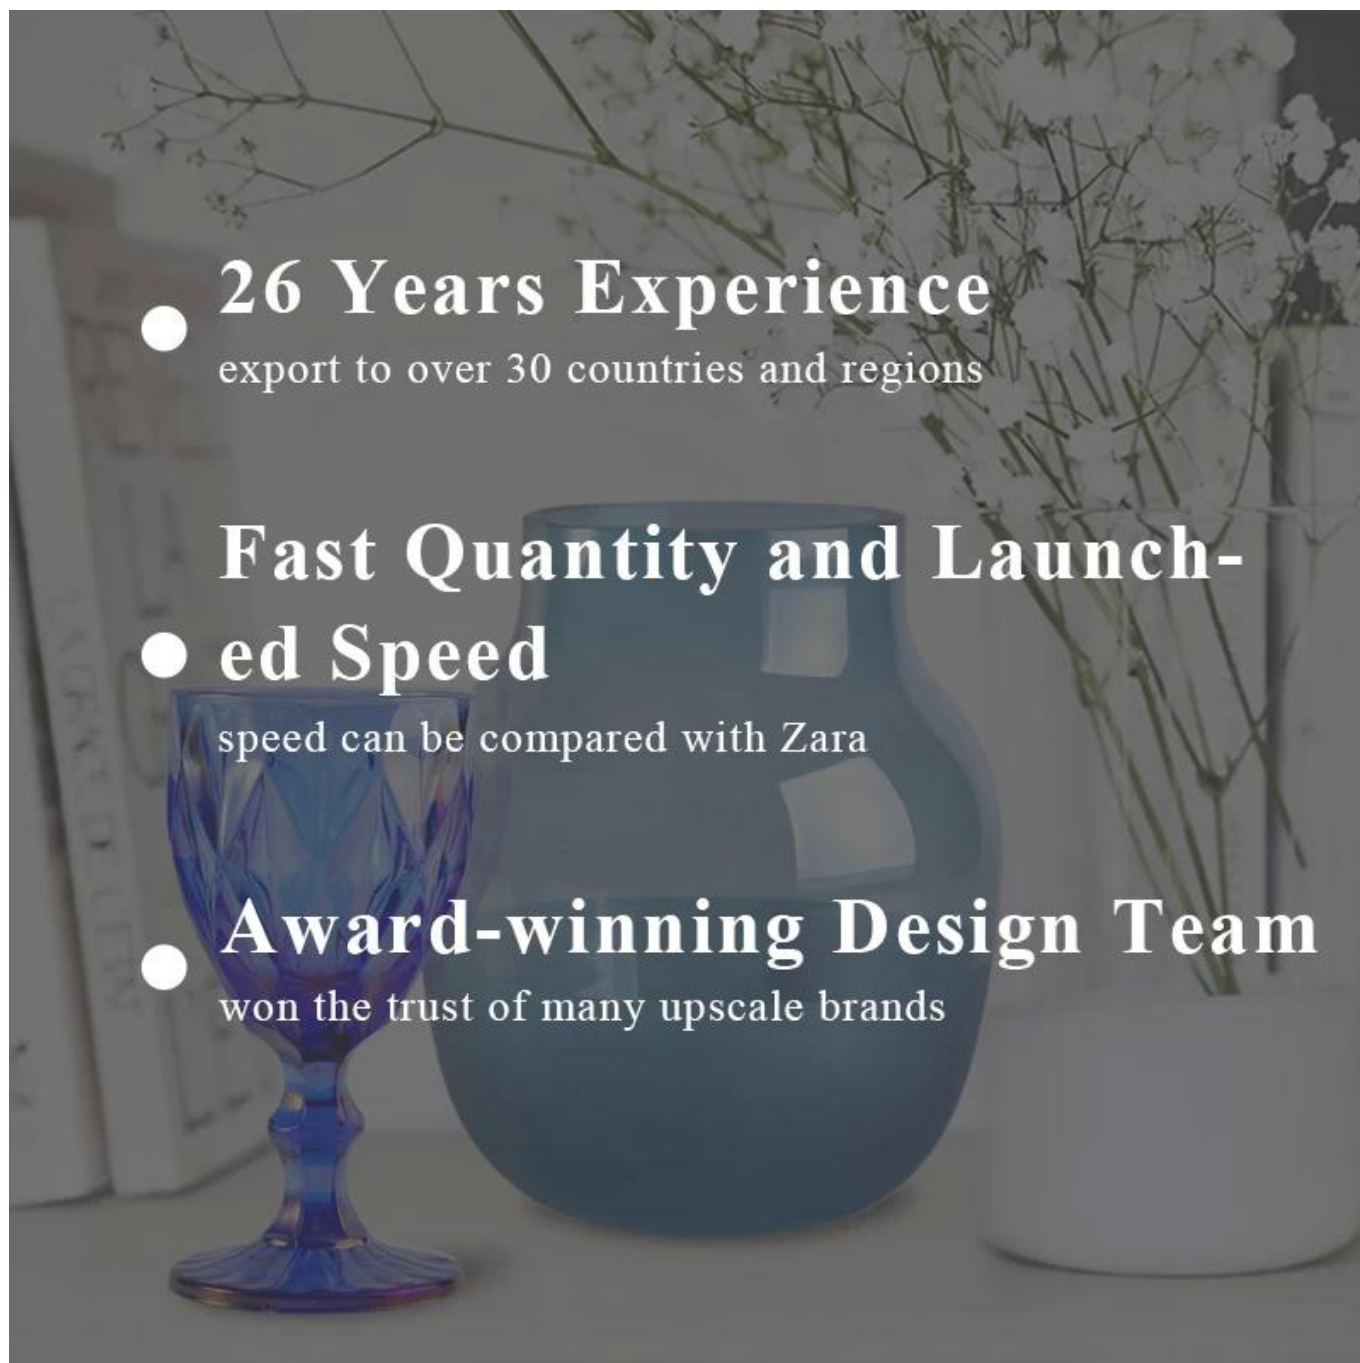 26 Years Experience
export to over 30 countries and regions
Fast Quantity and Launch-
ed Speed
speed can be compared with Zara
Award-winning Design Team
won the trust of many upscale brands